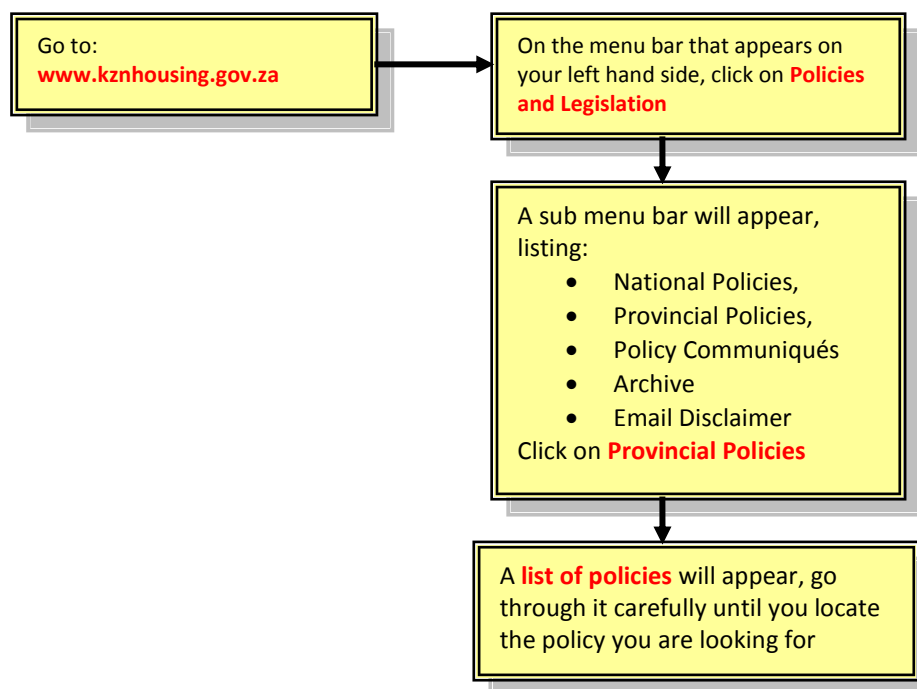 Go to:
www.kznhousing.gov.za
On the menu bar that appears on
your left hand side, click on Policies
and Legislation
A sub menu bar will appear,
listing:
• National Policies,
• Provincial Policies,
• Policy Communiqués
• Archive
• Email Disclaimer
Click on Provincial Policies
A list of policies will appear, go
through it carefully until you locate
the policy you are looking for